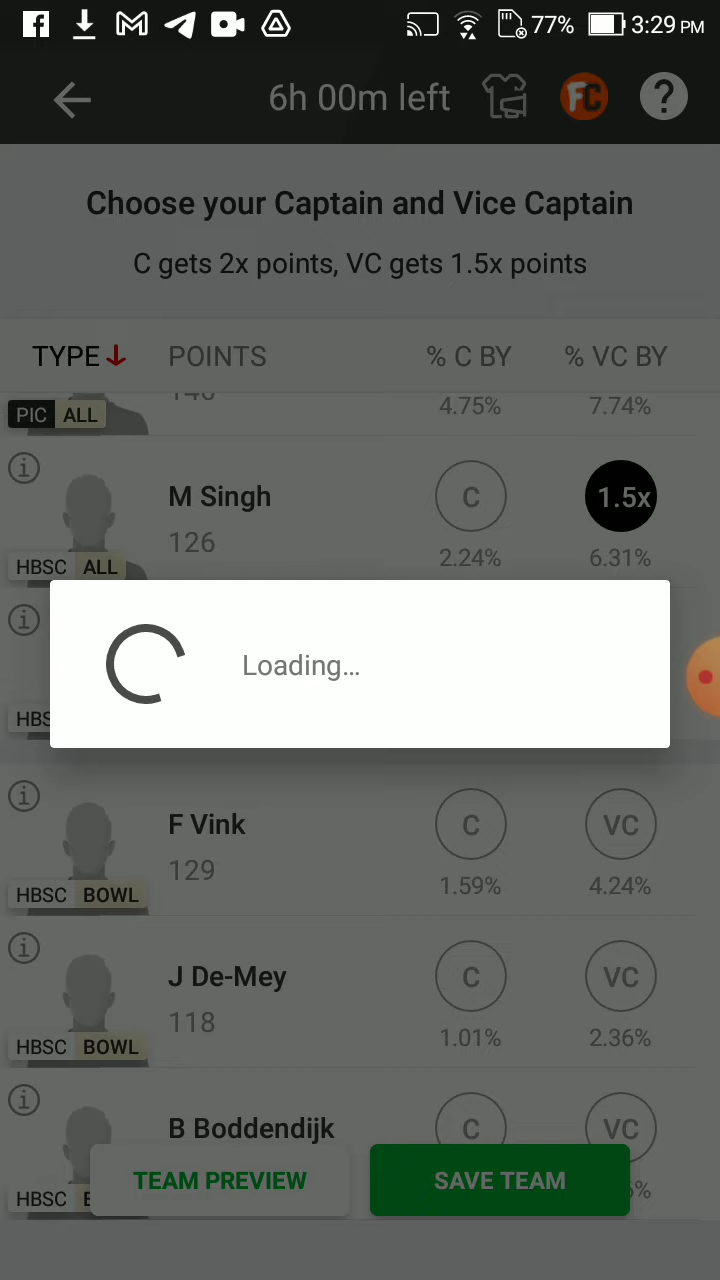 77% 3:29 PM
6h 00m left FC ?
Choose your Captain and Vice Captain
C gets 2x points, VC gets 1.5x points
TYPE POINTS % C BY % VC BY
PIC ALL 4.75% 7.74%
M Singh C 1.5x
126
HBSC ALL 2.24% 6.31%
Loading...
F Vink C VC
129
HBSC BOWL 1.59% 4.24%
J De-Mey C VC
118
HBSC BOWL 1.01% 2.36%
B Boddendijk C VC
TEAM PREVIEW SAVE TEAM
HBSC